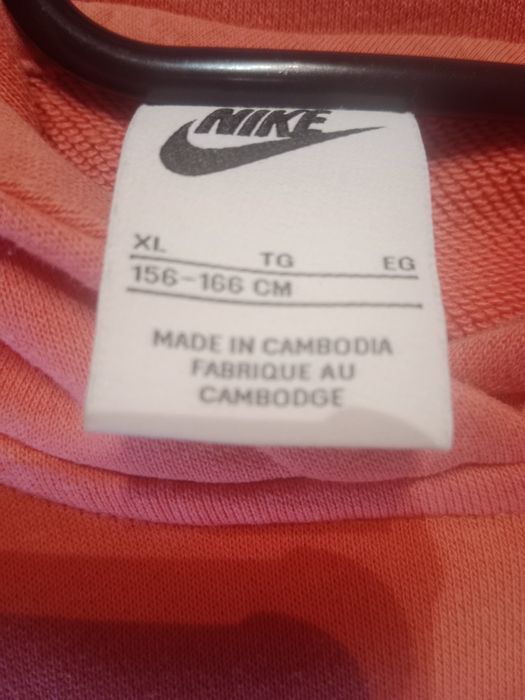 NIKE
XL TG EG
156-166 CM
MADE IN CAMBODIA
FABRIQUE AU
CAMBODGE